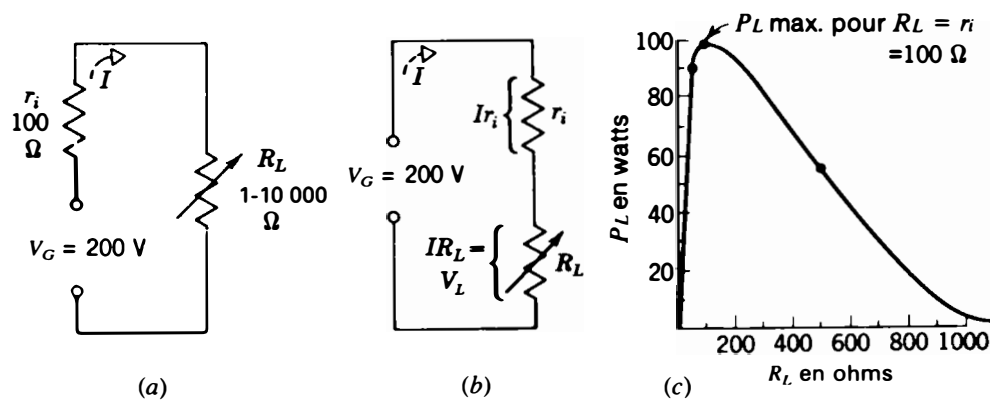 I
r_i
100
Ω
R_L
1-10 000
Ω
V_G = 200 V
(a)
I
Ir_i
r_i
V_G = 200 V
IR_L =
V_L
R_L
(b)
P_L max. pour R_L = r_i
=100 Ω
P_L en watts
100
80
60
40
20
200 400 600 800 1000
R_L en ohms
(c)